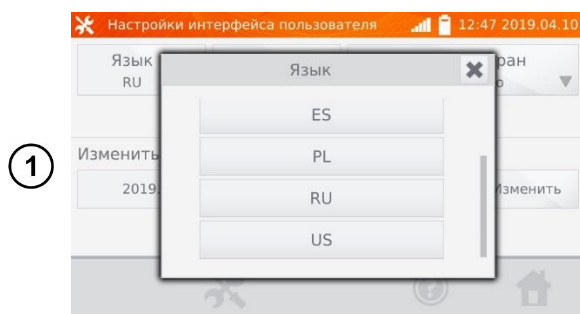 Настройки интерфейса пользователя 12:47 2019.04.10
Язык
RU
Язык
ES
PL
RU
US
1
Изменить
2019.
Изменить